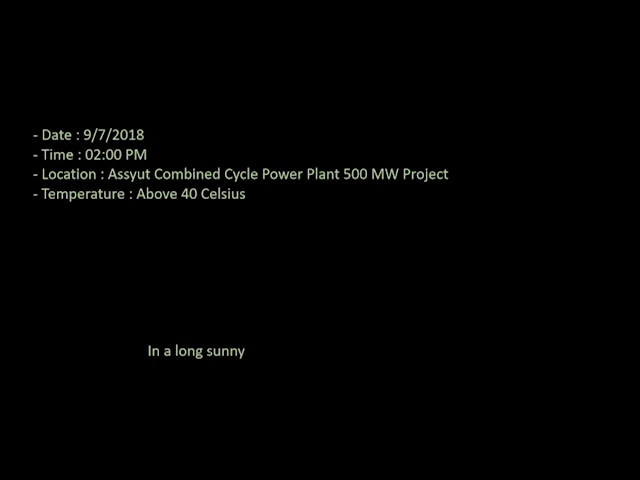 - Date : 9/7/2018
- Time : 02:00 PM
- Location : Assyut Combined Cycle Power Plant 500 MW Project
- Temperature : Above 40 Celsius
In a long sunny